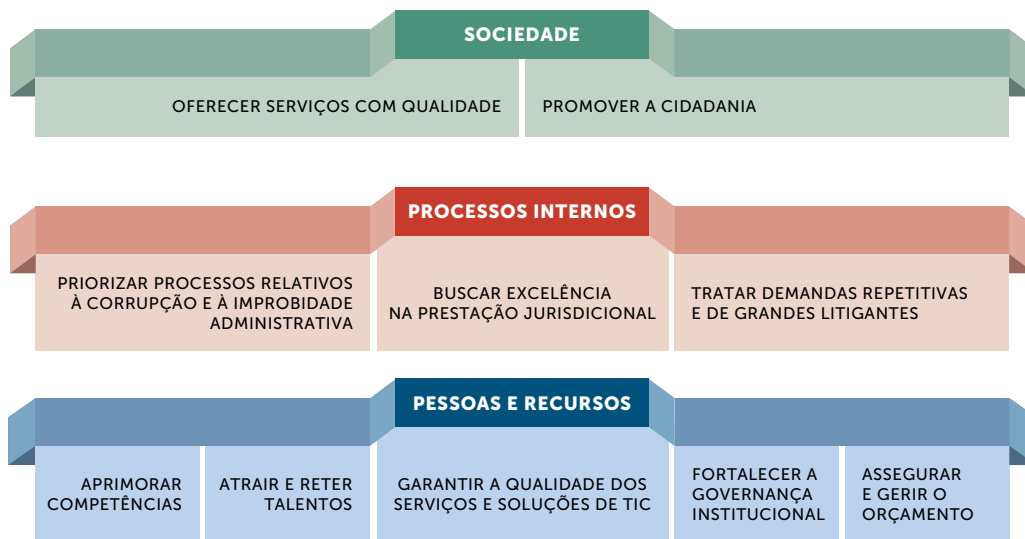 SOCIEDADE
OFERECER SERVIÇOS COM QUALIDADE
PROMOVER A CIDADANIA
PROCESSOS INTERNOS
PRIORIZAR PROCESSOS RELATIVOS
À CORRUPÇÃO E À IMPROBIDADE
ADMINISTRATIVA
BUSCAR EXCELÊNCIA
NA PRESTAÇÃO JURISDICIONAL
TRATAR DEMANDAS REPETITIVAS
E DE GRANDES LITIGANTES
PESSOAS E RECURSOS
APRIMORAR
COMPETÊNCIAS
ATRAIR E RETER
TALENTOS
GARANTIR A QUALIDADE DOS
SERVIÇOS E SOLUÇÕES DE TIC
FORTALECER A
GOVERNANÇA
INSTITUCIONAL
ASSEGURAR
E GERIR O
ORÇAMENTO